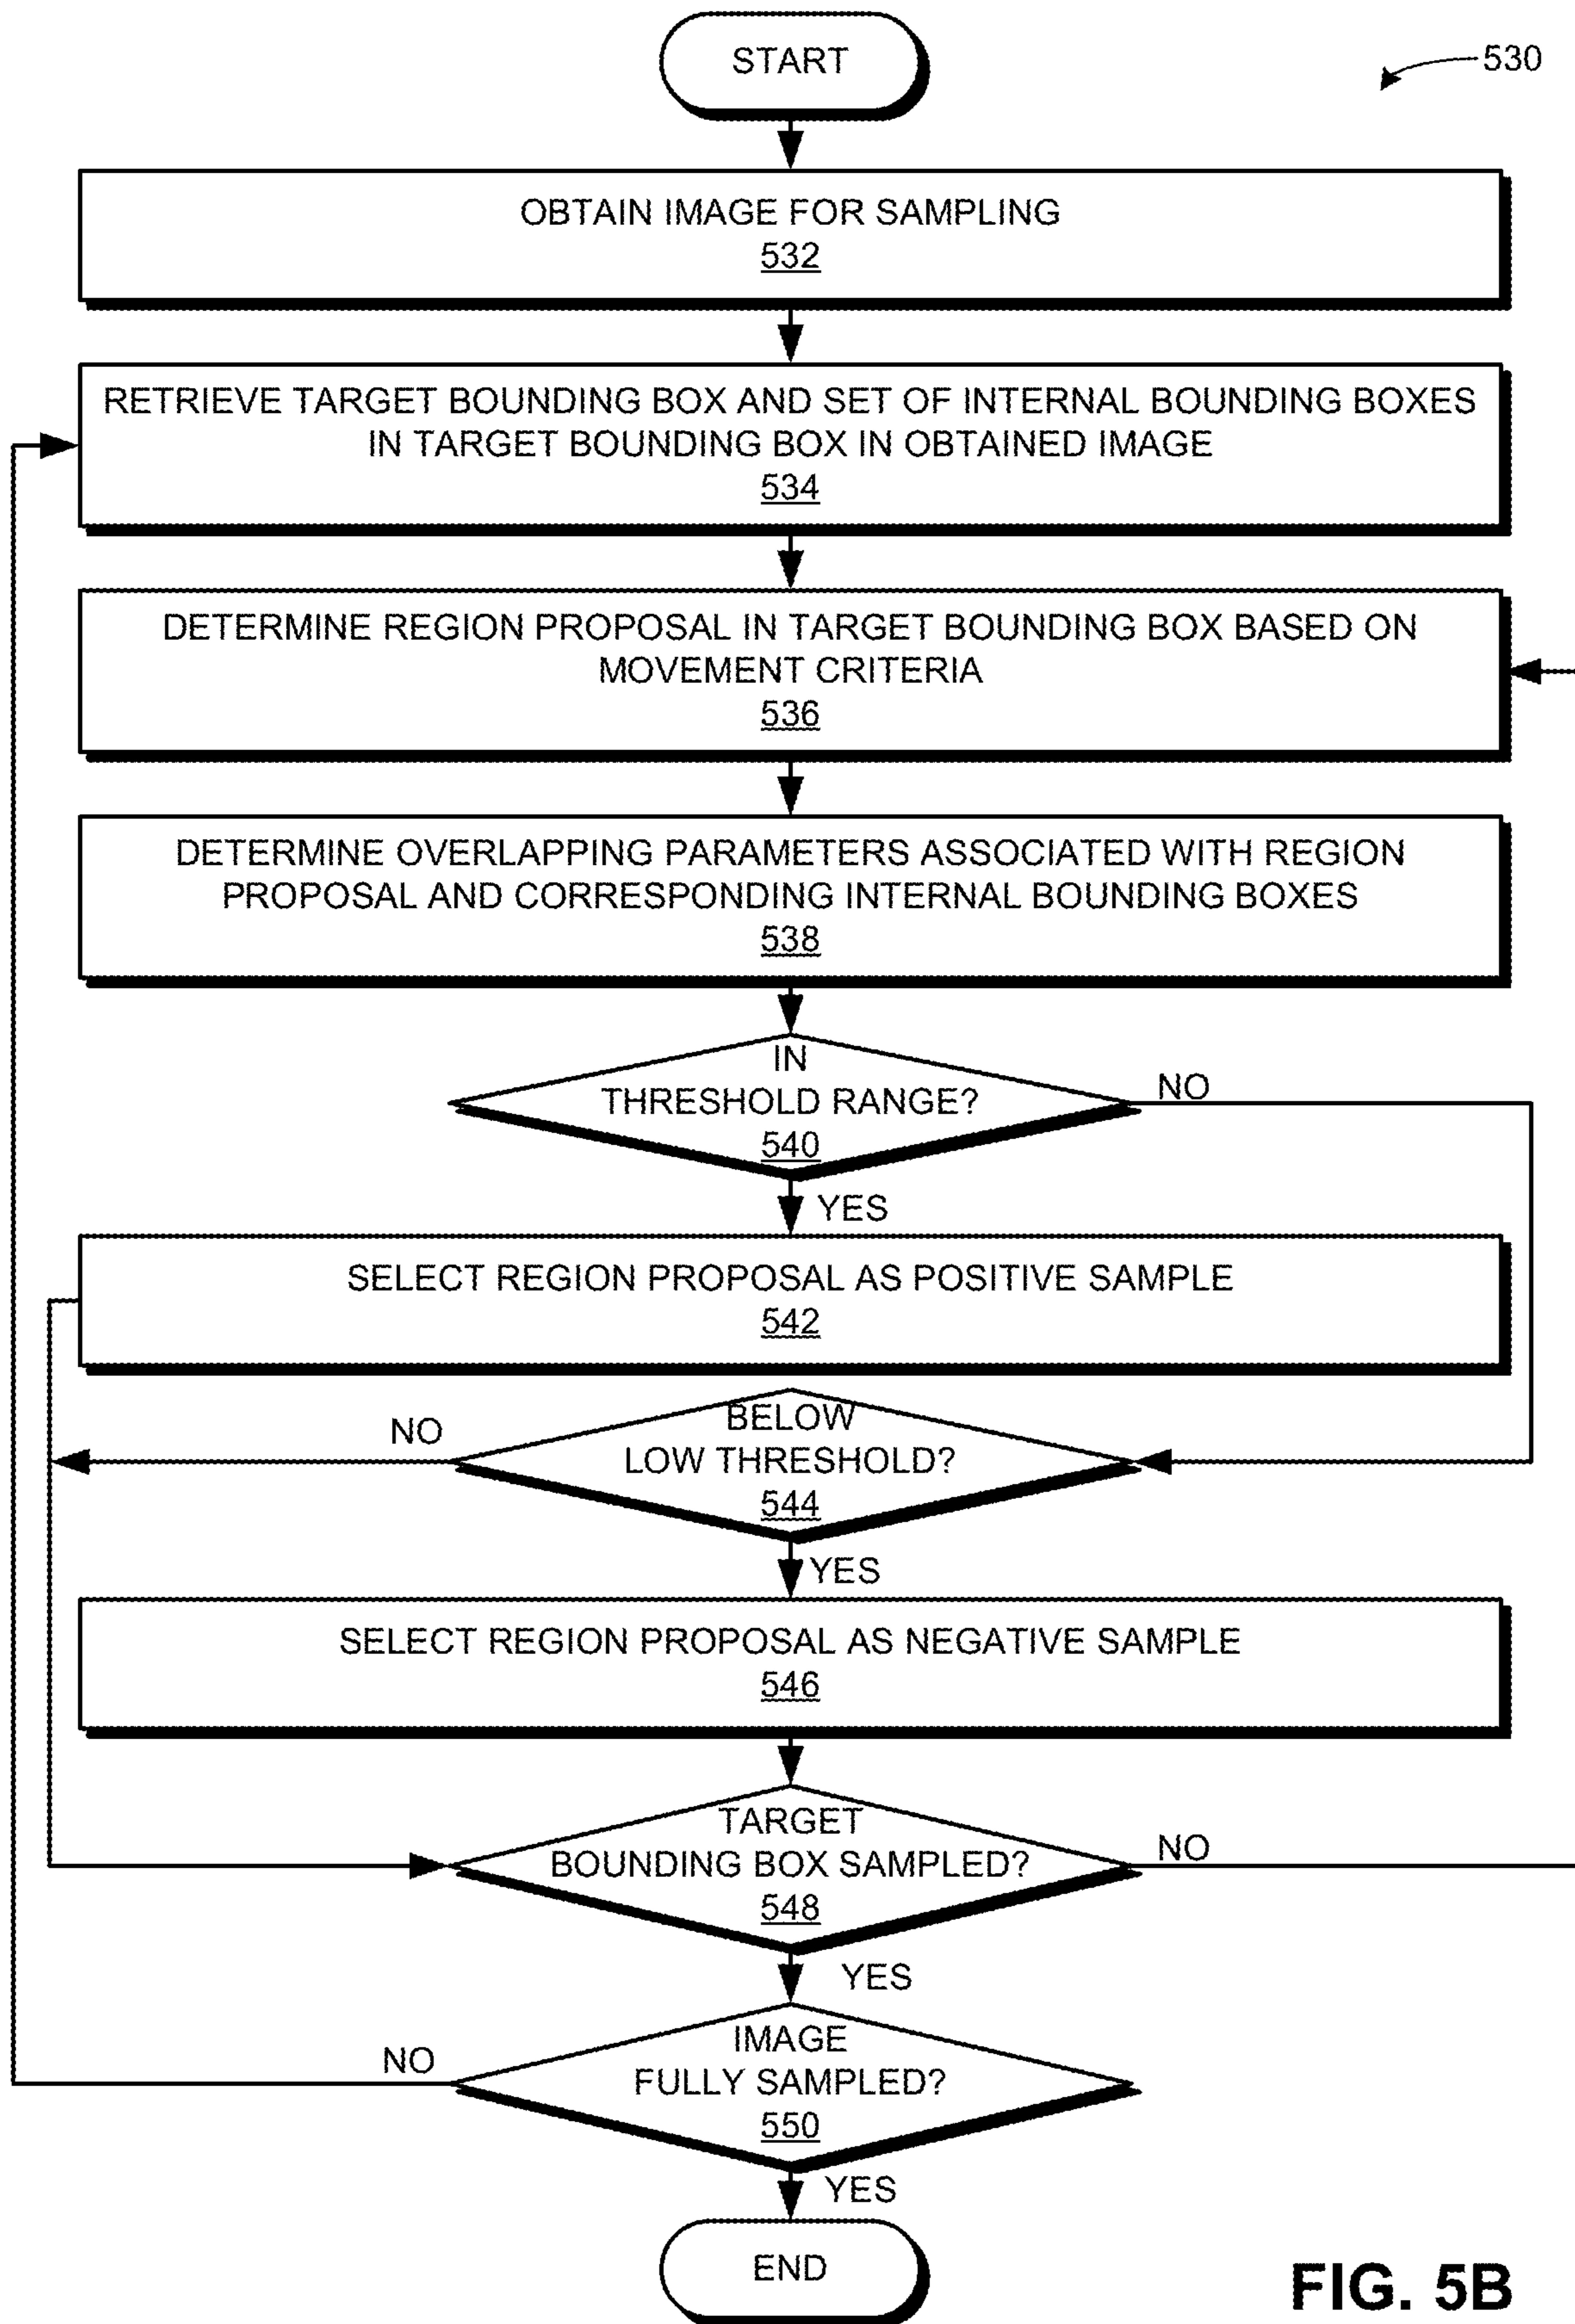 START
530
OBTAIN IMAGE FOR SAMPLING
532
RETRIEVE TARGET BOUNDING BOX AND SET OF INTERNAL BOUNDING BOXES
IN TARGET BOUNDING BOX IN OBTAINED IMAGE
534
DETERMINE REGION PROPOSAL IN TARGET BOUNDING BOX BASED ON
MOVEMENT CRITERIA
536
DETERMINE OVERLAPPING PARAMETERS ASSOCIATED WITH REGION
PROPOSAL AND CORRESPONDING INTERNAL BOUNDING BOXES
538
IN
THRESHOLD RANGE?
540
NO
YES
SELECT REGION PROPOSAL AS POSITIVE SAMPLE
542
NO
BELOW
LOW THRESHOLD?
544
YES
SELECT REGION PROPOSAL AS NEGATIVE SAMPLE
546
TARGET
BOUNDING BOX SAMPLED?
548
NO
YES
NO
IMAGE
FULLY SAMPLED?
550
YES
END
FIG. 5B